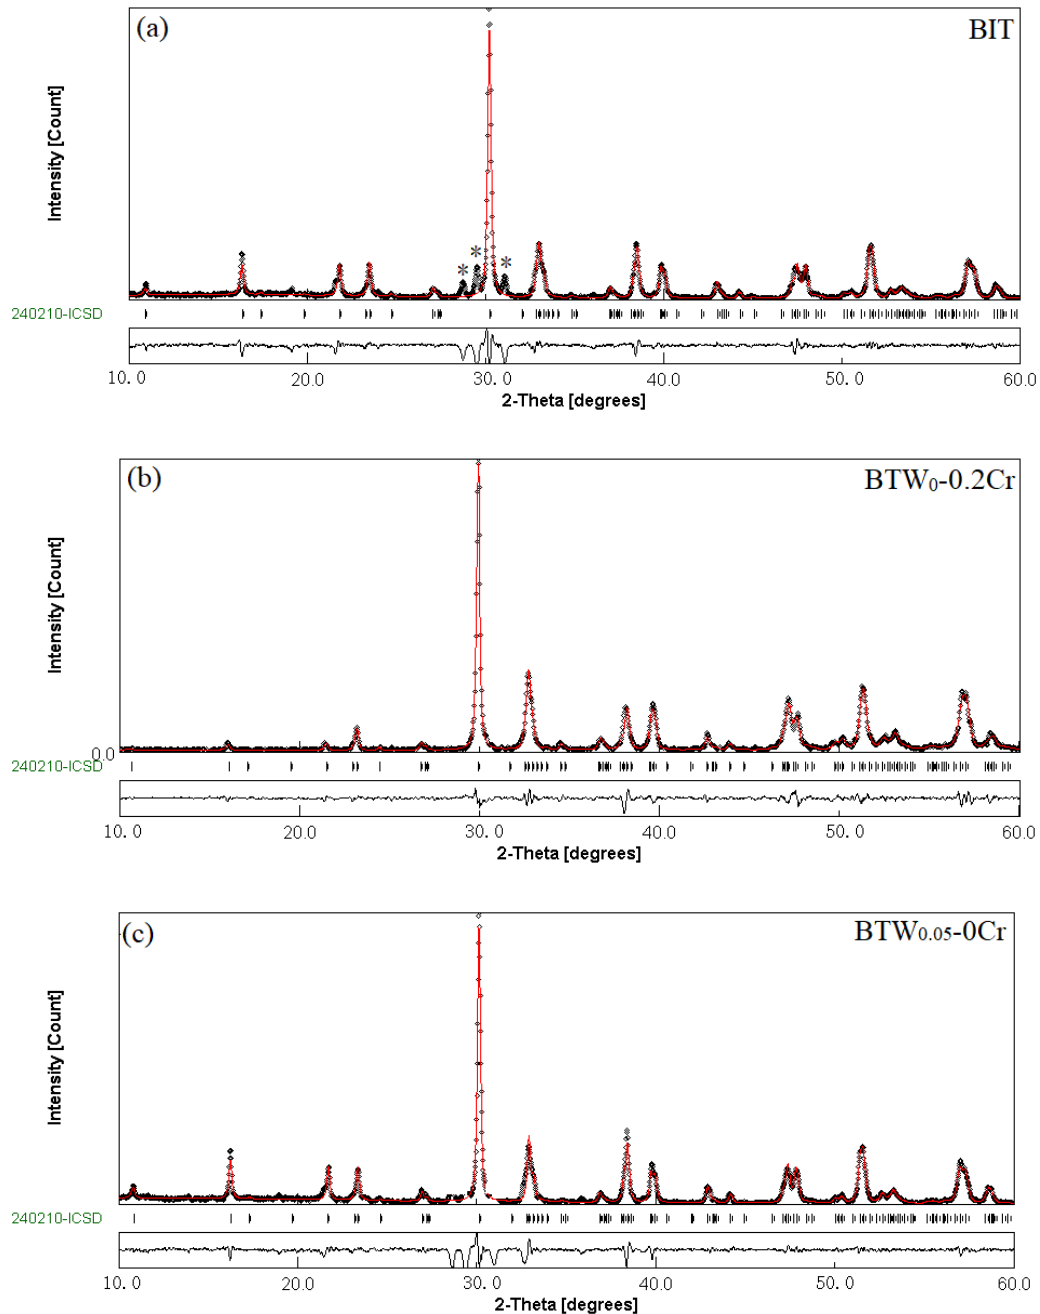 (a)
BIT
Intensity [Count]
* * *
240210-ICSD
10.0 20.0 30.0 40.0 50.0 60.0
2-Theta [degrees]
(b)
BTW₀-0.2Cr
Intensity [Count]
0.0
240210-ICSD
10.0 20.0 30.0 40.0 50.0 60.0
2-Theta [degrees]
(c)
BTW₀.₀₅-0Cr
Intensity [Count]
240210-ICSD
10.0 20.0 30.0 40.0 50.0 60.0
2-Theta [degrees]